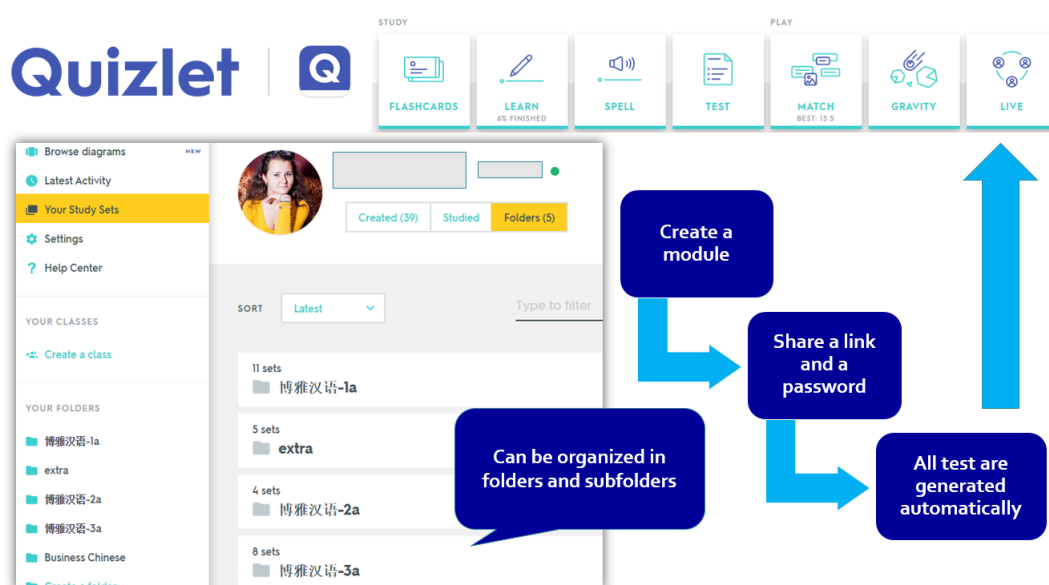 Quizlet
Q
STUDY
PLAY
FLASHCARDS
LEARN
6% FINISHED
SPELL
TEST
MATCH
BEST: 15 S
GRAVITY
LIVE
Browse diagrams
NEW
Latest Activity
Your Study Sets
Settings
? Help Center
YOUR CLASSES
Create a class
YOUR FOLDERS
博雅汉语-1a
extra
博雅汉语-2a
博雅汉语-3a
Business Chinese
Create a folder
Created (39)
Studied
Folders (5)
SORT
Latest
Type to filter
11 sets
博雅汉语-1a
5 sets
extra
4 sets
博雅汉语-2a
8 sets
博雅汉语-3a
Can be organized in
folders and subfolders
Create a
module
Share a link
and a
password
All test are
generated
automatically